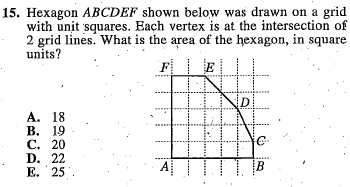 15. Hexagon ABCDEF shown below was drawn on a grid
with unit squares. Each vertex is at the intersection of
2 grid lines. What is the area of the hexagon, in square
units?
F E
D
A. 18
B. 19
C. 20
C
D. 22
E. 25
A B